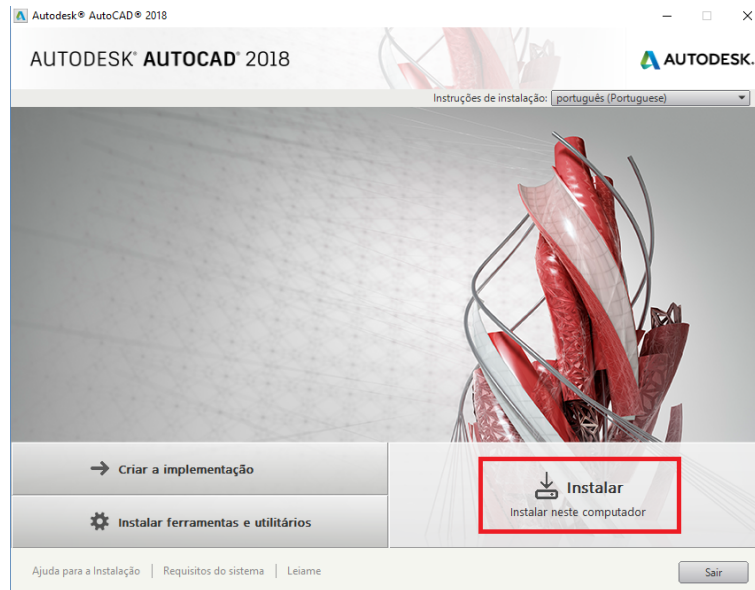 Autodesk® AutoCAD® 2018
AUTODESK® AUTOCAD® 2018
AUTODESK.
Instruções de instalação: português (Portuguese)
Criar a implementação
Instalar ferramentas e utilitários
Instalar
Instalar neste computador
Ajuda para a Instalação | Requisitos do sistema | Leiame
Sair